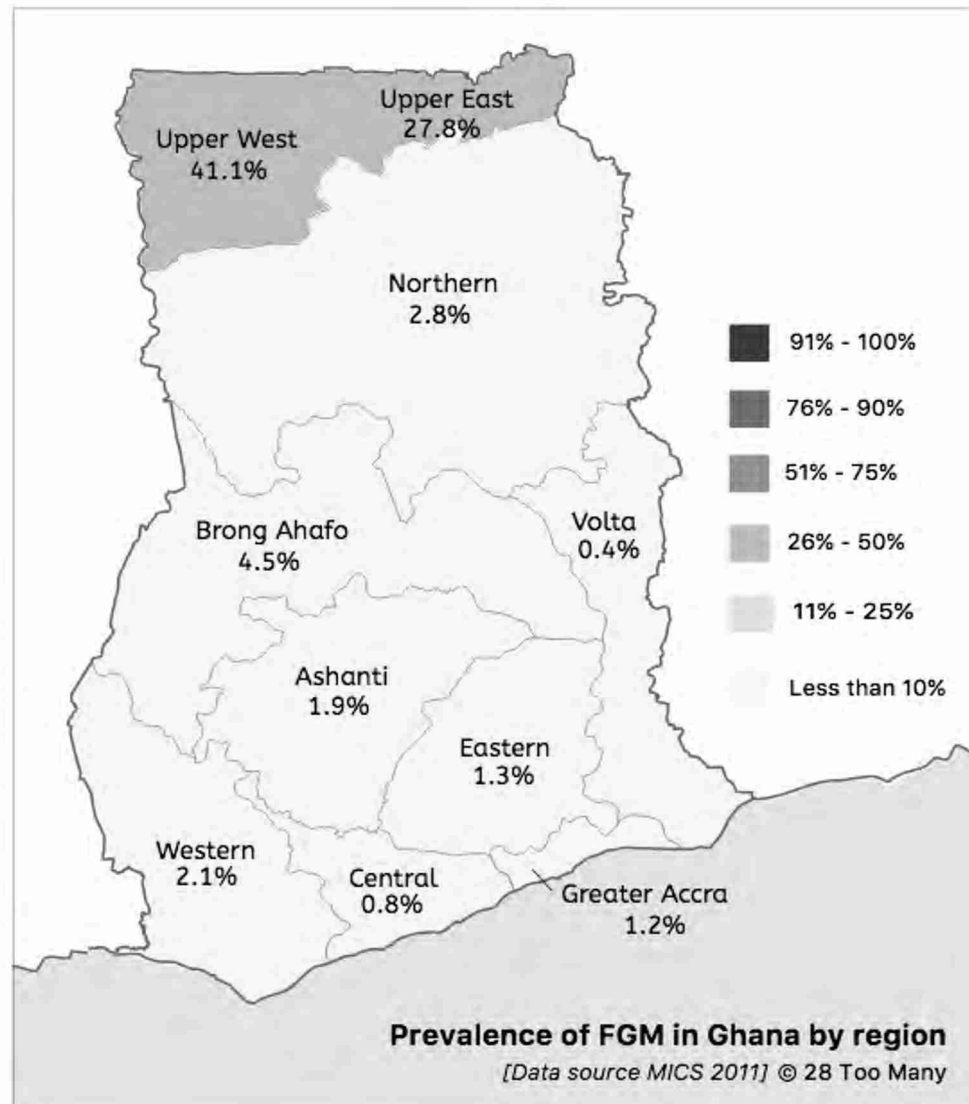 Upper East
27.8%
Upper West
41.1%
Northern
2.8%
91% - 100%
76% - 90%
51% - 75%
26% - 50%
11% - 25%
Less than 10%
Brong Ahafo
4.5%
Volta
0.4%
Ashanti
1.9%
Eastern
1.3%
Western
2.1%
Central
0.8%
Greater Accra
1.2%
Prevalence of FGM in Ghana by region
[Data source MICS 2011] © 28 Too Many